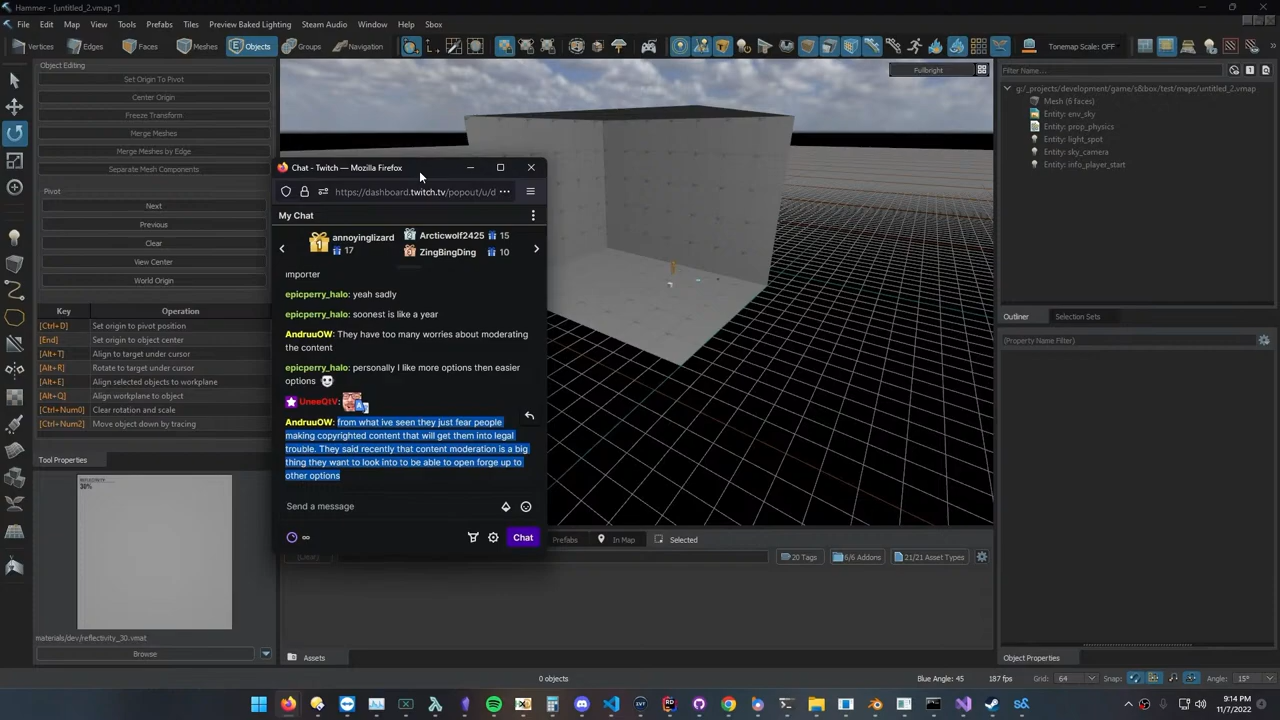 Hammer - [untitled_2.vmap *]
File Edit Map View Tools Prefabs Tiles Preview Baked Lighting Steam Audio Window Help Sbox
Vertices Edges Faces Meshes Objects Groups Navigation Tonemap Scale: OFF
Object Editing
Set Origin To Pivot
Center Origin
Freeze Transform
Merge Meshes
Merge Meshes by Edge
Separate Mesh Components
Pivot
Next
Previous
Clear
View Center
World Origin
Key Operation
[Ctrl+D] Set origin to pivot position
[End] Set origin to object center
[Alt+T] Align to target under cursor
[Alt+R] Rotate to target under cursor
[Alt+E] Align selected objects to workplane
[Alt+Q] Align workplane to object
[Ctrl+Num0] Clear rotation and scale
[Ctrl+Num2] Move object down by tracing
Tool Properties
REFLECTIVITY
30%
materials/dev/reflectivity_30.vmat
Browse
Chat - Twitch — Mozilla Firefox
https://dashboard.twitch.tv/popout/u/d
My Chat
1 annoyinglizard 17
2 Arcticwolf2425 15
3 ZingBingDing 10
importer
epicperry_halo: yeah sadly
epicperry_halo: soonest is like a year
AndruuOW: They have too many worries about moderating
the content
epicperry_halo: personally I like more options then easier
options
UneeQtV:
AndruuOW: from what ive seen they just fear people
making copyrighted content that will get them into legal
trouble. They said recently that content moderation is a big
thing they want to look into to be able to open forge up to
other options
Send a message
∞
Chat
Fullbright
Prefabs In Map Selected
(Clear) 20 Tags 6/6 Addons 21/21 Asset Types
Assets
Filter Name...
g:/_projects/development/game/s&box/test/maps/untitled_2.vmap
Mesh (6 faces)
Entity: env_sky
Entity: prop_physics
Entity: light_spot
Entity: sky_camera
Entity: info_player_start
Outliner Selection Sets
(Property Name Filter)
Object Properties
0 objects Blue Angle: 45 187 fps Grid: 64 Snap: Angle: 15°
9:14 PM
11/7/2022